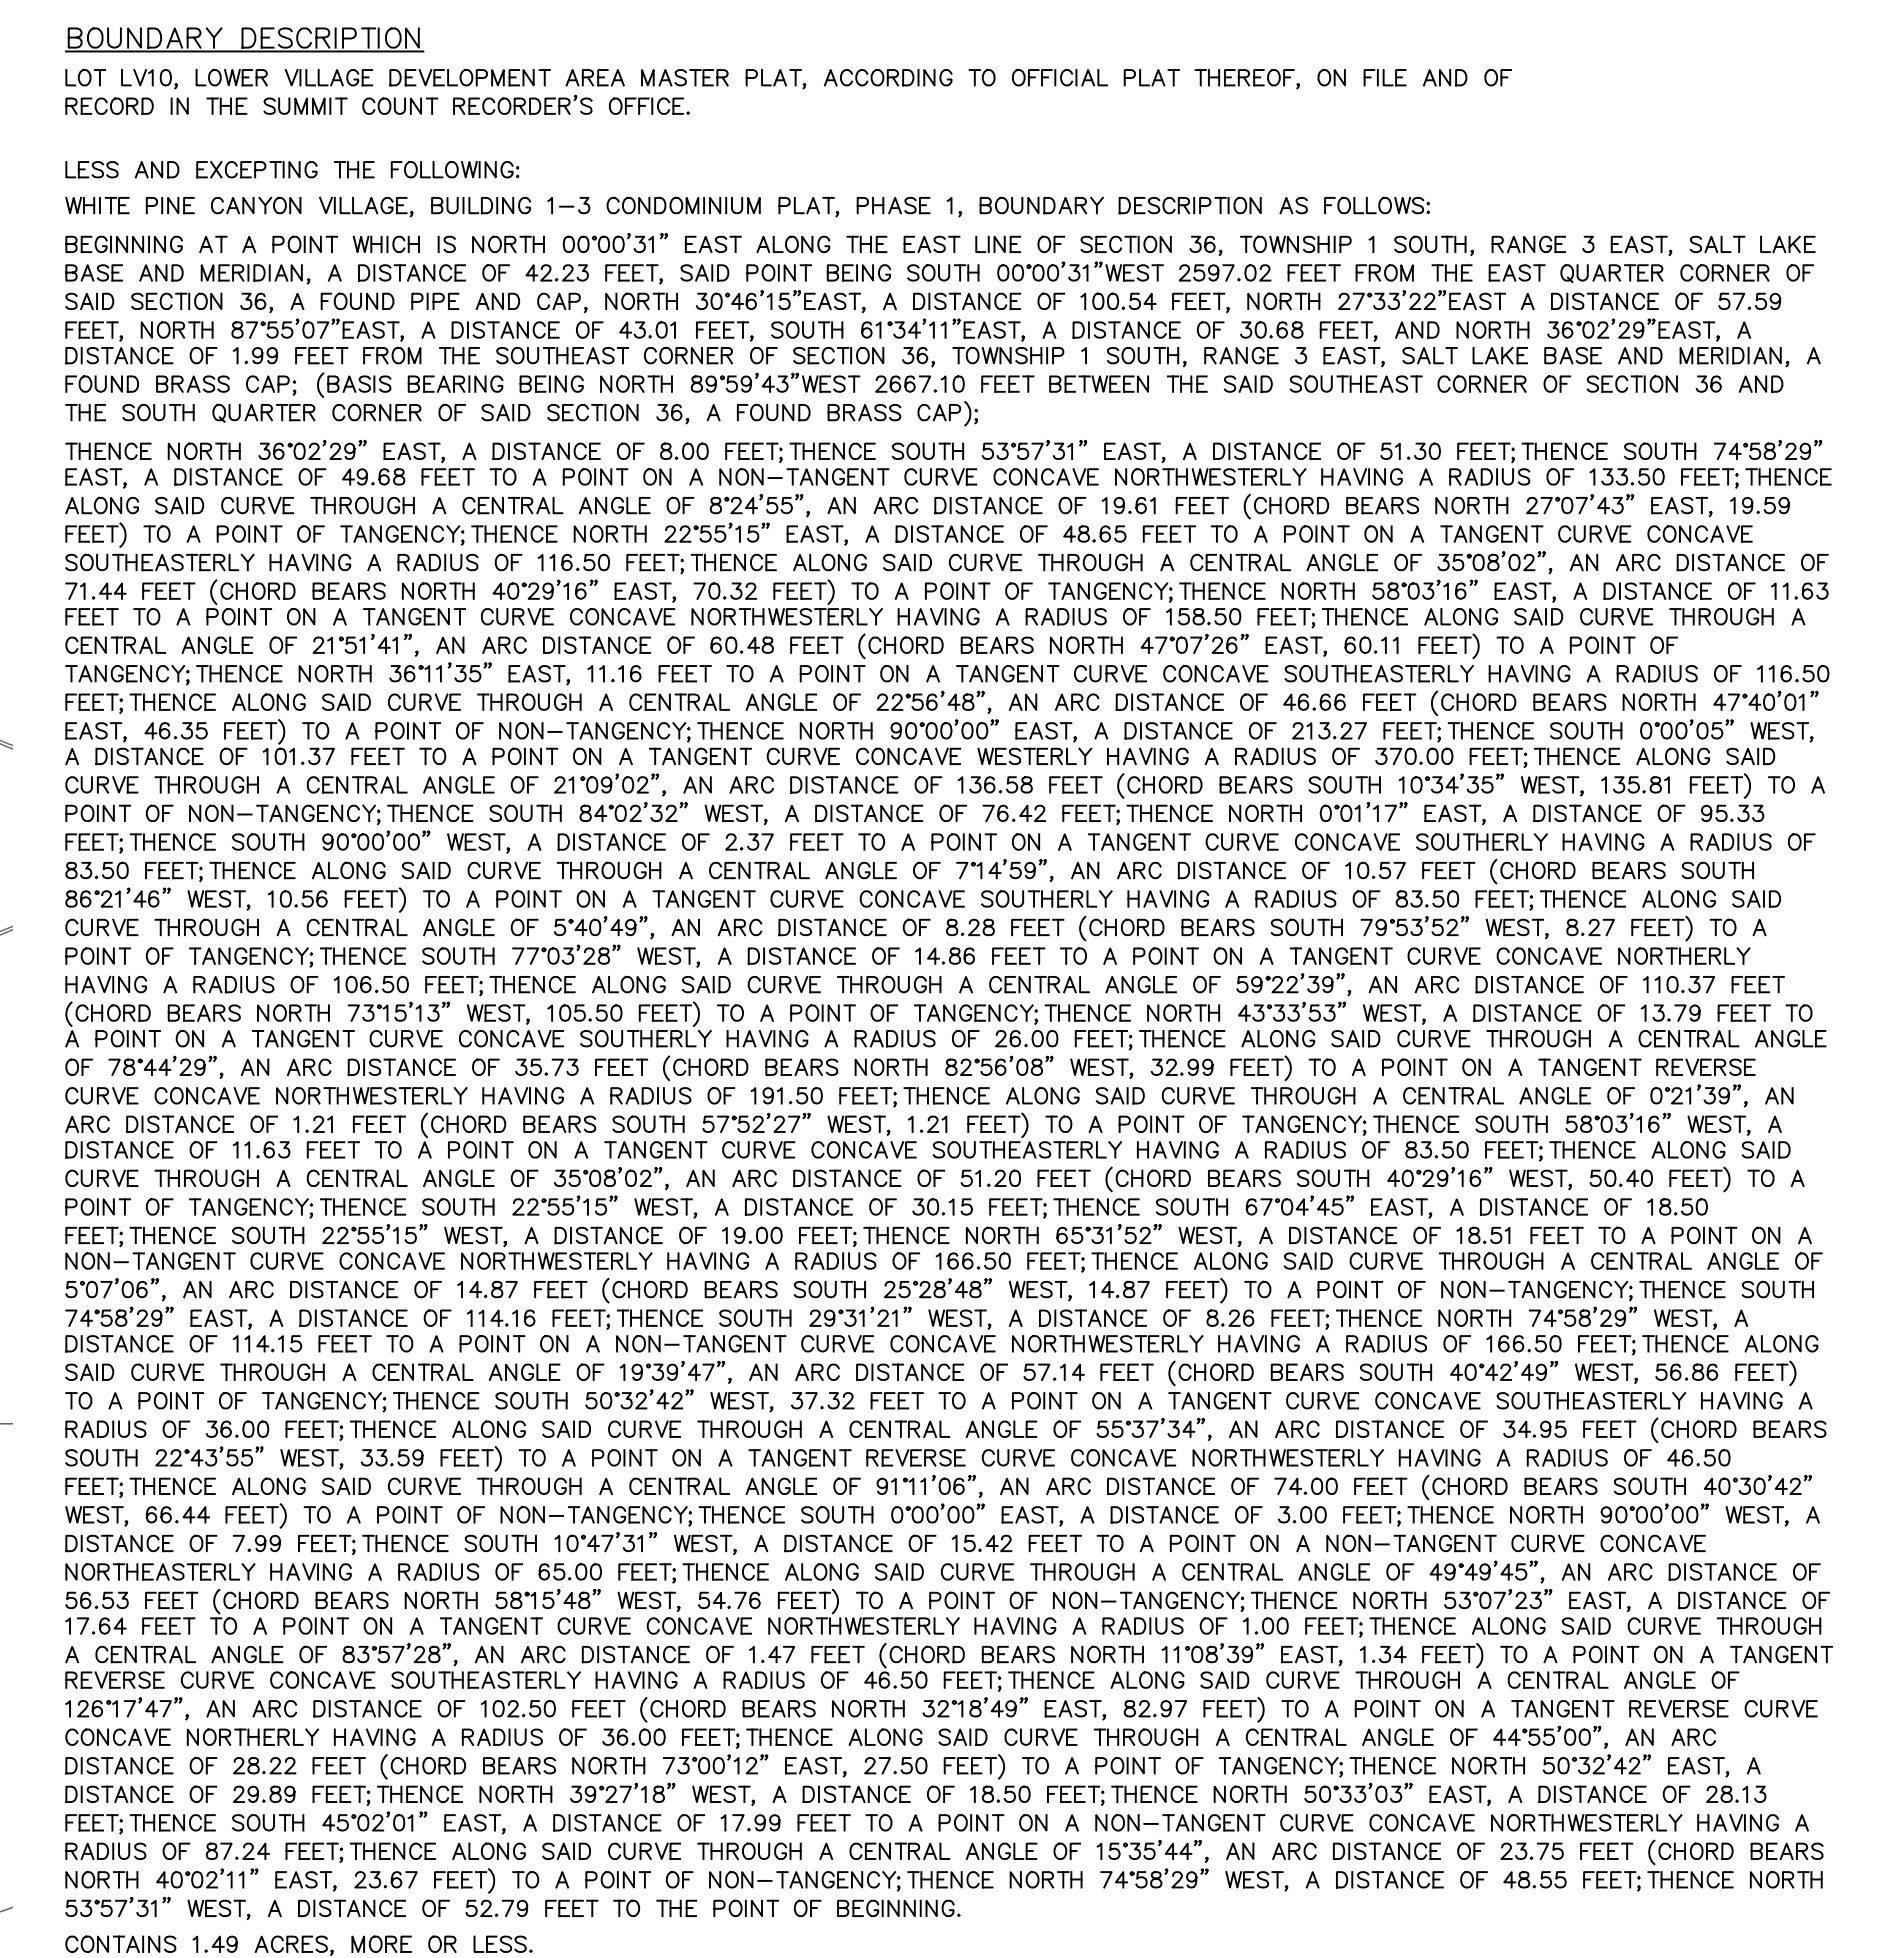 BOUNDARY DESCRIPTION
LOT LV10, LOWER VILLAGE DEVELOPMENT AREA MASTER PLAT, ACCORDING TO OFFICIAL PLAT THEREOF, ON FILE AND OF
RECORD IN THE SUMMIT COUNT RECORDER'S OFFICE.
LESS AND EXCEPTING THE FOLLOWING:
WHITE PINE CANYON VILLAGE, BUILDING 1–3 CONDOMINIUM PLAT, PHASE 1, BOUNDARY DESCRIPTION AS FOLLOWS:
BEGINNING AT A POINT WHICH IS NORTH 00°00'31" EAST ALONG THE EAST LINE OF SECTION 36, TOWNSHIP 1 SOUTH, RANGE 3 EAST, SALT LAKE
BASE AND MERIDIAN, A DISTANCE OF 42.23 FEET, SAID POINT BEING SOUTH 00°00'31"WEST 2597.02 FEET FROM THE EAST QUARTER CORNER OF
SAID SECTION 36, A FOUND PIPE AND CAP, NORTH 30°46'15"EAST, A DISTANCE OF 100.54 FEET, NORTH 27°33'22"EAST A DISTANCE OF 57.59
FEET, NORTH 87°55'07"EAST, A DISTANCE OF 43.01 FEET, SOUTH 61°34'11"EAST, A DISTANCE OF 30.68 FEET, AND NORTH 36°02'29"EAST, A
DISTANCE OF 1.99 FEET FROM THE SOUTHEAST CORNER OF SECTION 36, TOWNSHIP 1 SOUTH, RANGE 3 EAST, SALT LAKE BASE AND MERIDIAN, A
FOUND BRASS CAP; (BASIS BEARING BEING NORTH 89°59'43"WEST 2667.10 FEET BETWEEN THE SAID SOUTHEAST CORNER OF SECTION 36 AND
THE SOUTH QUARTER CORNER OF SAID SECTION 36, A FOUND BRASS CAP);
THENCE NORTH 36°02'29" EAST, A DISTANCE OF 8.00 FEET; THENCE SOUTH 53°57'31" EAST, A DISTANCE OF 51.30 FEET; THENCE SOUTH 74°58'29"
EAST, A DISTANCE OF 49.68 FEET TO A POINT ON A NON–TANGENT CURVE CONCAVE NORTHWESTERLY HAVING A RADIUS OF 133.50 FEET; THENCE
ALONG SAID CURVE THROUGH A CENTRAL ANGLE OF 8°24'55", AN ARC DISTANCE OF 19.61 FEET (CHORD BEARS NORTH 27°07'43" EAST, 19.59
FEET) TO A POINT OF TANGENCY; THENCE NORTH 22°55'15" EAST, A DISTANCE OF 48.65 FEET TO A POINT ON A TANGENT CURVE CONCAVE
SOUTHEASTERLY HAVING A RADIUS OF 116.50 FEET; THENCE ALONG SAID CURVE THROUGH A CENTRAL ANGLE OF 35°08'02", AN ARC DISTANCE OF
71.44 FEET (CHORD BEARS NORTH 40°29'16" EAST, 70.32 FEET) TO A POINT OF TANGENCY; THENCE NORTH 58°03'16" EAST, A DISTANCE OF 11.63
FEET TO A POINT ON A TANGENT CURVE CONCAVE NORTHWESTERLY HAVING A RADIUS OF 158.50 FEET; THENCE ALONG SAID CURVE THROUGH A
CENTRAL ANGLE OF 21°51'41", AN ARC DISTANCE OF 60.48 FEET (CHORD BEARS NORTH 47°07'26" EAST, 60.11 FEET) TO A POINT OF
TANGENCY; THENCE NORTH 36°11'35" EAST, 11.16 FEET TO A POINT ON A TANGENT CURVE CONCAVE SOUTHEASTERLY HAVING A RADIUS OF 116.50
FEET; THENCE ALONG SAID CURVE THROUGH A CENTRAL ANGLE OF 22°56'48", AN ARC DISTANCE OF 46.66 FEET (CHORD BEARS NORTH 47°40'01"
EAST, 46.35 FEET) TO A POINT OF NON–TANGENCY; THENCE NORTH 90°00'00" EAST, A DISTANCE OF 213.27 FEET; THENCE SOUTH 0°00'05" WEST,
A DISTANCE OF 101.37 FEET TO A POINT ON A TANGENT CURVE CONCAVE WESTERLY HAVING A RADIUS OF 370.00 FEET; THENCE ALONG SAID
CURVE THROUGH A CENTRAL ANGLE OF 21°09'02", AN ARC DISTANCE OF 136.58 FEET (CHORD BEARS SOUTH 10°34'35" WEST, 135.81 FEET) TO A
POINT OF NON–TANGENCY; THENCE SOUTH 84°02'32" WEST, A DISTANCE OF 76.42 FEET; THENCE NORTH 0°01'17" EAST, A DISTANCE OF 95.33
FEET; THENCE SOUTH 90°00'00" WEST, A DISTANCE OF 2.37 FEET TO A POINT ON A TANGENT CURVE CONCAVE SOUTHERLY HAVING A RADIUS OF
83.50 FEET; THENCE ALONG SAID CURVE THROUGH A CENTRAL ANGLE OF 7°14'59", AN ARC DISTANCE OF 10.57 FEET (CHORD BEARS SOUTH
86°21'46" WEST, 10.56 FEET) TO A POINT ON A TANGENT CURVE CONCAVE SOUTHERLY HAVING A RADIUS OF 83.50 FEET; THENCE ALONG SAID
CURVE THROUGH A CENTRAL ANGLE OF 5°40'49", AN ARC DISTANCE OF 8.28 FEET (CHORD BEARS SOUTH 79°53'52" WEST, 8.27 FEET) TO A
POINT OF TANGENCY; THENCE SOUTH 77°03'28" WEST, A DISTANCE OF 14.86 FEET TO A POINT ON A TANGENT CURVE CONCAVE NORTHERLY
HAVING A RADIUS OF 106.50 FEET; THENCE ALONG SAID CURVE THROUGH A CENTRAL ANGLE OF 59°22'39", AN ARC DISTANCE OF 110.37 FEET
(CHORD BEARS NORTH 73°15'13" WEST, 105.50 FEET) TO A POINT OF TANGENCY; THENCE NORTH 43°33'53" WEST, A DISTANCE OF 13.79 FEET TO
A POINT ON A TANGENT CURVE CONCAVE SOUTHERLY HAVING A RADIUS OF 26.00 FEET; THENCE ALONG SAID CURVE THROUGH A CENTRAL ANGLE
OF 78°44'29", AN ARC DISTANCE OF 35.73 FEET (CHORD BEARS NORTH 82°56'08" WEST, 32.99 FEET) TO A POINT ON A TANGENT REVERSE
CURVE CONCAVE NORTHWESTERLY HAVING A RADIUS OF 191.50 FEET; THENCE ALONG SAID CURVE THROUGH A CENTRAL ANGLE OF 0°21'39", AN
ARC DISTANCE OF 1.21 FEET (CHORD BEARS SOUTH 57°52'27" WEST, 1.21 FEET) TO A POINT OF TANGENCY; THENCE SOUTH 58°03'16" WEST, A
DISTANCE OF 11.63 FEET TO A POINT ON A TANGENT CURVE CONCAVE SOUTHEASTERLY HAVING A RADIUS OF 83.50 FEET; THENCE ALONG SAID
CURVE THROUGH A CENTRAL ANGLE OF 35°08'02", AN ARC DISTANCE OF 51.20 FEET (CHORD BEARS SOUTH 40°29'16" WEST, 50.40 FEET) TO A
POINT OF TANGENCY; THENCE SOUTH 22°55'15" WEST, A DISTANCE OF 30.15 FEET; THENCE SOUTH 67°04'45" EAST, A DISTANCE OF 18.50
FEET; THENCE SOUTH 22°55'15" WEST, A DISTANCE OF 19.00 FEET; THENCE NORTH 65°31'52" WEST, A DISTANCE OF 18.51 FEET TO A POINT ON A
NON–TANGENT CURVE CONCAVE NORTHWESTERLY HAVING A RADIUS OF 166.50 FEET; THENCE ALONG SAID CURVE THROUGH A CENTRAL ANGLE OF
5°07'06", AN ARC DISTANCE OF 14.87 FEET (CHORD BEARS SOUTH 25°28'48" WEST, 14.87 FEET) TO A POINT OF NON–TANGENCY; THENCE SOUTH
74°58'29" EAST, A DISTANCE OF 114.16 FEET; THENCE SOUTH 29°31'21" WEST, A DISTANCE OF 8.26 FEET; THENCE NORTH 74°58'29" WEST, A
DISTANCE OF 114.15 FEET TO A POINT ON A NON–TANGENT CURVE CONCAVE NORTHWESTERLY HAVING A RADIUS OF 166.50 FEET; THENCE ALONG
SAID CURVE THROUGH A CENTRAL ANGLE OF 19°39'47", AN ARC DISTANCE OF 57.14 FEET (CHORD BEARS SOUTH 40°42'49" WEST, 56.86 FEET)
TO A POINT OF TANGENCY; THENCE SOUTH 50°32'42" WEST, 37.32 FEET TO A POINT ON A TANGENT CURVE CONCAVE SOUTHEASTERLY HAVING A
RADIUS OF 36.00 FEET; THENCE ALONG SAID CURVE THROUGH A CENTRAL ANGLE OF 55°37'34", AN ARC DISTANCE OF 34.95 FEET (CHORD BEARS
SOUTH 22°43'55" WEST, 33.59 FEET) TO A POINT ON A TANGENT REVERSE CURVE CONCAVE NORTHWESTERLY HAVING A RADIUS OF 46.50
FEET; THENCE ALONG SAID CURVE THROUGH A CENTRAL ANGLE OF 91°11'06", AN ARC DISTANCE OF 74.00 FEET (CHORD BEARS SOUTH 40°30'42"
WEST, 66.44 FEET) TO A POINT OF NON–TANGENCY; THENCE SOUTH 0°00'00" EAST, A DISTANCE OF 3.00 FEET; THENCE NORTH 90°00'00" WEST, A
DISTANCE OF 7.99 FEET; THENCE SOUTH 10°47'31" WEST, A DISTANCE OF 15.42 FEET TO A POINT ON A NON–TANGENT CURVE CONCAVE
NORTHEASTERLY HAVING A RADIUS OF 65.00 FEET; THENCE ALONG SAID CURVE THROUGH A CENTRAL ANGLE OF 49°49'45", AN ARC DISTANCE OF
56.53 FEET (CHORD BEARS NORTH 58°15'48" WEST, 54.76 FEET) TO A POINT OF NON–TANGENCY; THENCE NORTH 53°07'23" EAST, A DISTANCE OF
17.64 FEET TO A POINT ON A TANGENT CURVE CONCAVE NORTHWESTERLY HAVING A RADIUS OF 1.00 FEET; THENCE ALONG SAID CURVE THROUGH
A CENTRAL ANGLE OF 83°57'28", AN ARC DISTANCE OF 1.47 FEET (CHORD BEARS NORTH 11°08'39" EAST, 1.34 FEET) TO A POINT ON A TANGENT
REVERSE CURVE CONCAVE SOUTHEASTERLY HAVING A RADIUS OF 46.50 FEET; THENCE ALONG SAID CURVE THROUGH A CENTRAL ANGLE OF
126°17'47", AN ARC DISTANCE OF 102.50 FEET (CHORD BEARS NORTH 32°18'49" EAST, 82.97 FEET) TO A POINT ON A TANGENT REVERSE CURVE
CONCAVE NORTHERLY HAVING A RADIUS OF 36.00 FEET; THENCE ALONG SAID CURVE THROUGH A CENTRAL ANGLE OF 44°55'00", AN ARC
DISTANCE OF 28.22 FEET (CHORD BEARS NORTH 73°00'12" EAST, 27.50 FEET) TO A POINT OF TANGENCY; THENCE NORTH 50°32'42" EAST, A
DISTANCE OF 29.89 FEET; THENCE NORTH 39°27'18" WEST, A DISTANCE OF 18.50 FEET; THENCE NORTH 50°33'03" EAST, A DISTANCE OF 28.13
FEET; THENCE SOUTH 45°02'01" EAST, A DISTANCE OF 17.99 FEET TO A POINT ON A NON–TANGENT CURVE CONCAVE NORTHWESTERLY HAVING A
RADIUS OF 87.24 FEET; THENCE ALONG SAID CURVE THROUGH A CENTRAL ANGLE OF 15°35'44", AN ARC DISTANCE OF 23.75 FEET (CHORD BEARS
NORTH 40°02'11" EAST, 23.67 FEET) TO A POINT OF NON–TANGENCY; THENCE NORTH 74°58'29" WEST, A DISTANCE OF 48.55 FEET; THENCE NORTH
53°57'31" WEST, A DISTANCE OF 52.79 FEET TO THE POINT OF BEGINNING.
CONTAINS 1.49 ACRES, MORE OR LESS.